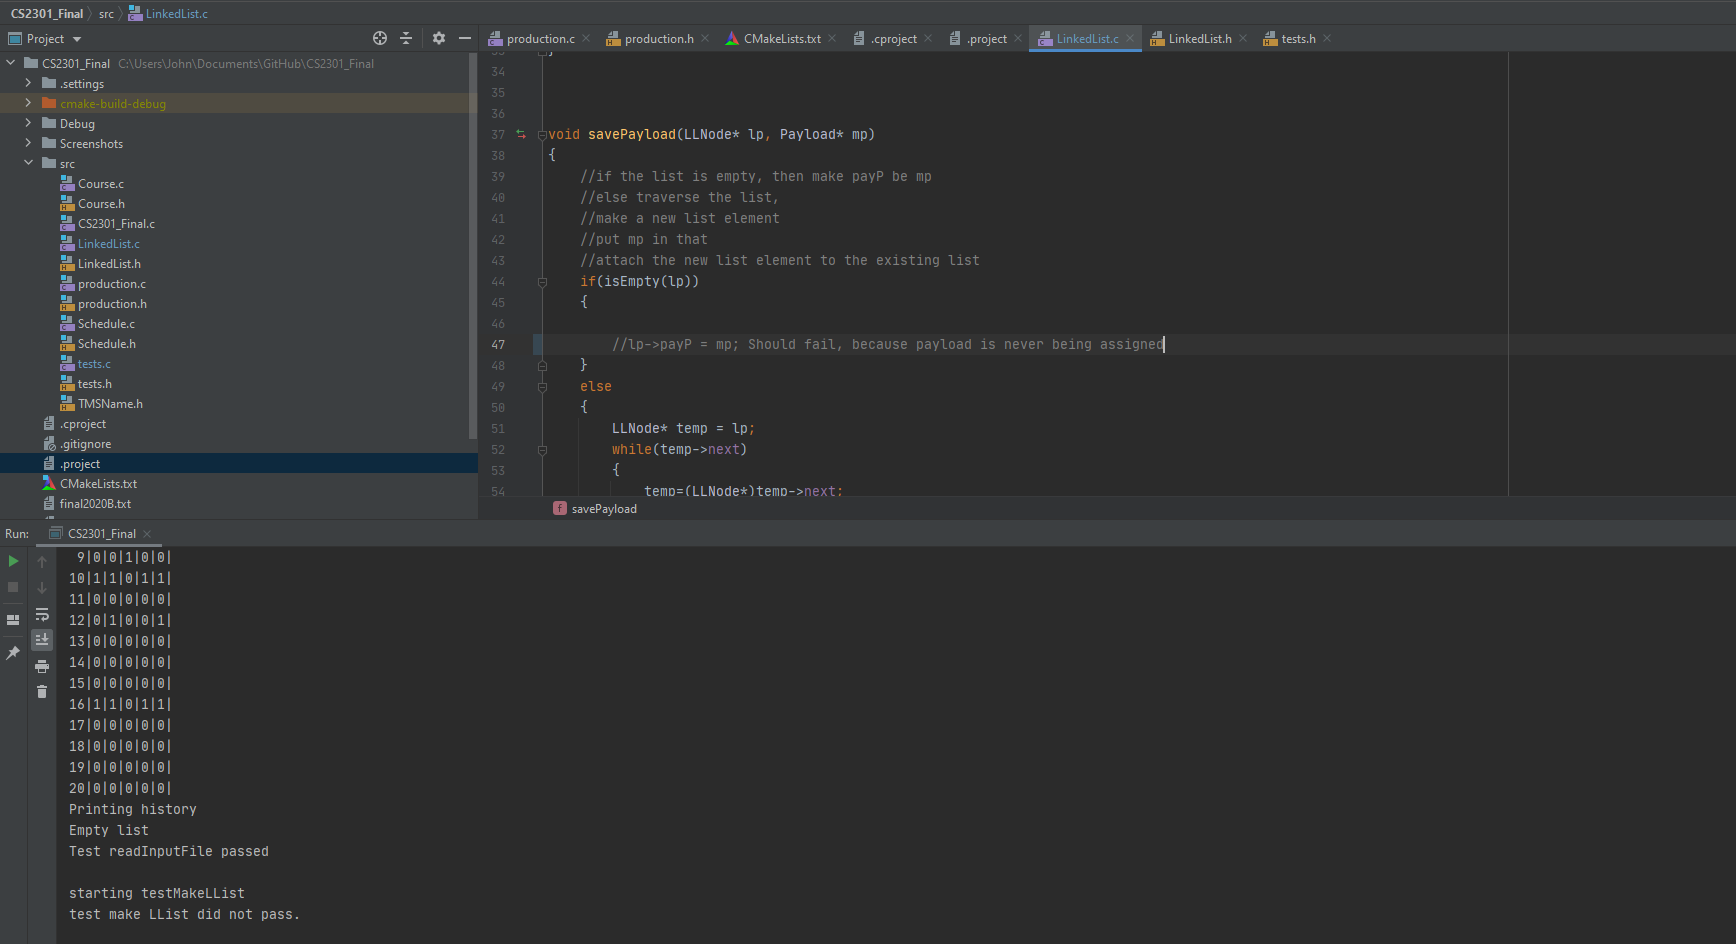 CS2301_Final src LinkedList.c
Project production.c production.h CMakeLists.txt .cproject .project LinkedList.c LinkedList.h tests.h
CS2301_Final C:\Users\John\Documents\GitHub\CS2301_Final
.settings
cmake-build-debug
Debug
Screenshots
src
Course.c
Course.h
CS2301_Final.c
LinkedList.c
LinkedList.h
production.c
production.h
Schedule.c
Schedule.h
tests.c
tests.h
TMSName.h
.cproject
.gitignore
.project
CMakeLists.txt
final2020B.txt
33 }
34
35
36
37 void savePayload(LLNode* lp, Payload* mp)
38 {
39 //if the list is empty, then make payP be mp
40 //else traverse the list,
41 //make a new list element
42 //put mp in that
43 //attach the new list element to the existing list
44 if(isEmpty(lp))
45 {
46
47 //lp->payP = mp; Should fail, because payload is never being assigned
48 }
49 else
50 {
51 LLNode* temp = lp;
52 while(temp->next)
53 {
54 temp=(LLNode*)temp->next;
f savePayload
Run: CS2301_Final
9|0|0|1|0|0|
10|1|1|0|1|1|
11|0|0|0|0|0|
12|0|1|0|0|1|
13|0|0|0|0|0|
14|0|0|0|0|0|
15|0|0|0|0|0|
16|1|1|0|1|1|
17|0|0|0|0|0|
18|0|0|0|0|0|
19|0|0|0|0|0|
20|0|0|0|0|0|
Printing history
Empty list
Test readInputFile passed
starting testMakeLList
test make LList did not pass.